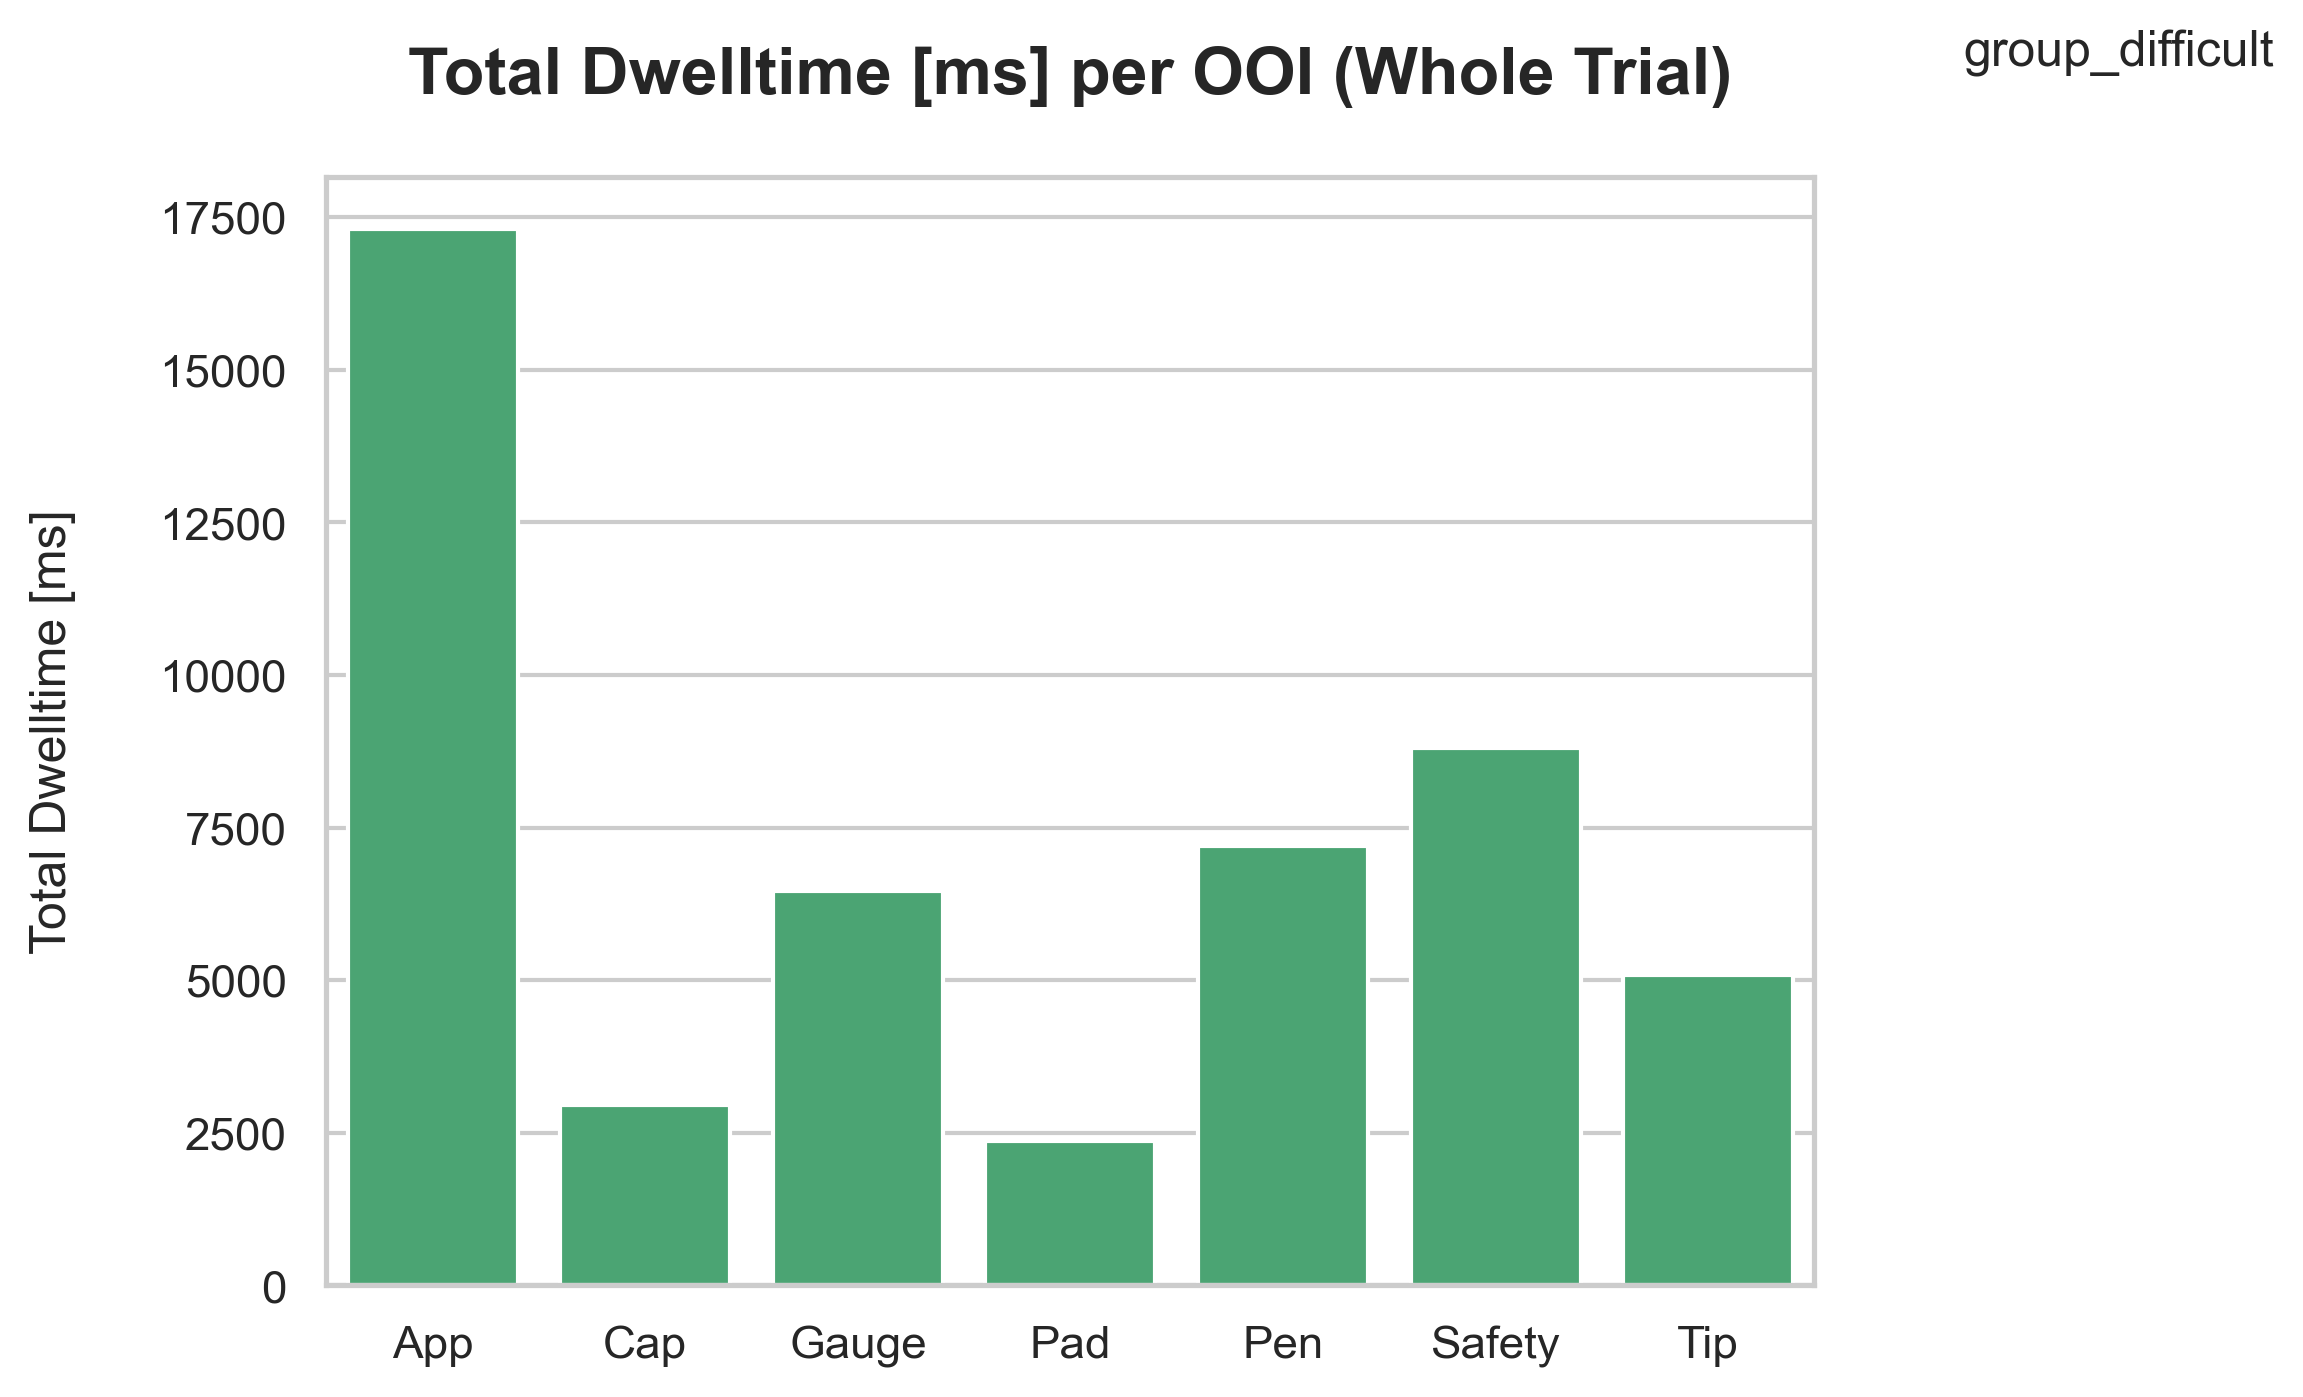 group_difficult
Total Dwelltime [ms] per OOI (Whole Trial)
Total Dwelltime [ms]
17500
15000
12500
10000
7500
5000
2500
0
App Cap Gauge Pad Pen Safety Tip